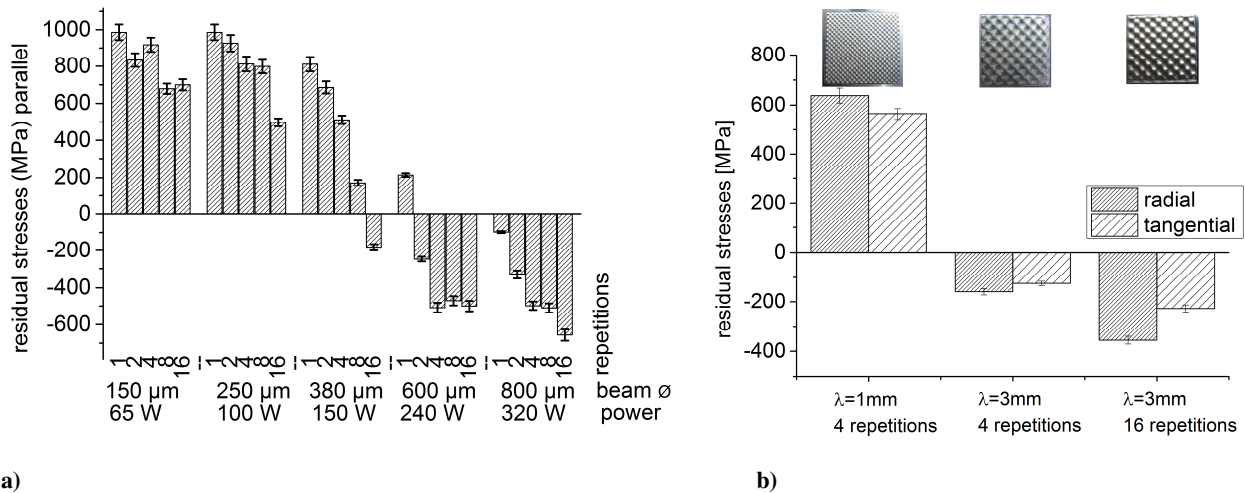 residual stresses (MPa) parallel
1000
800
600
400
200
0
-200
-400
-600
1 2 4 8 16 -- 1 2 4 8 16 -- 1 2 4 8 16 -- 1 2 4 8 16 -- 1 2 4 8 16 -- repetitions
150 µm 250 µm 380 µm 600 µm 800 µm beam ø
65 W 100 W 150 W 240 W 320 W power
a)
residual stresses [MPa]
800
600
400
200
0
-200
-400
radial
tangential
λ=1mm λ=3mm λ=3mm
4 repetitions 4 repetitions 16 repetitions
b)